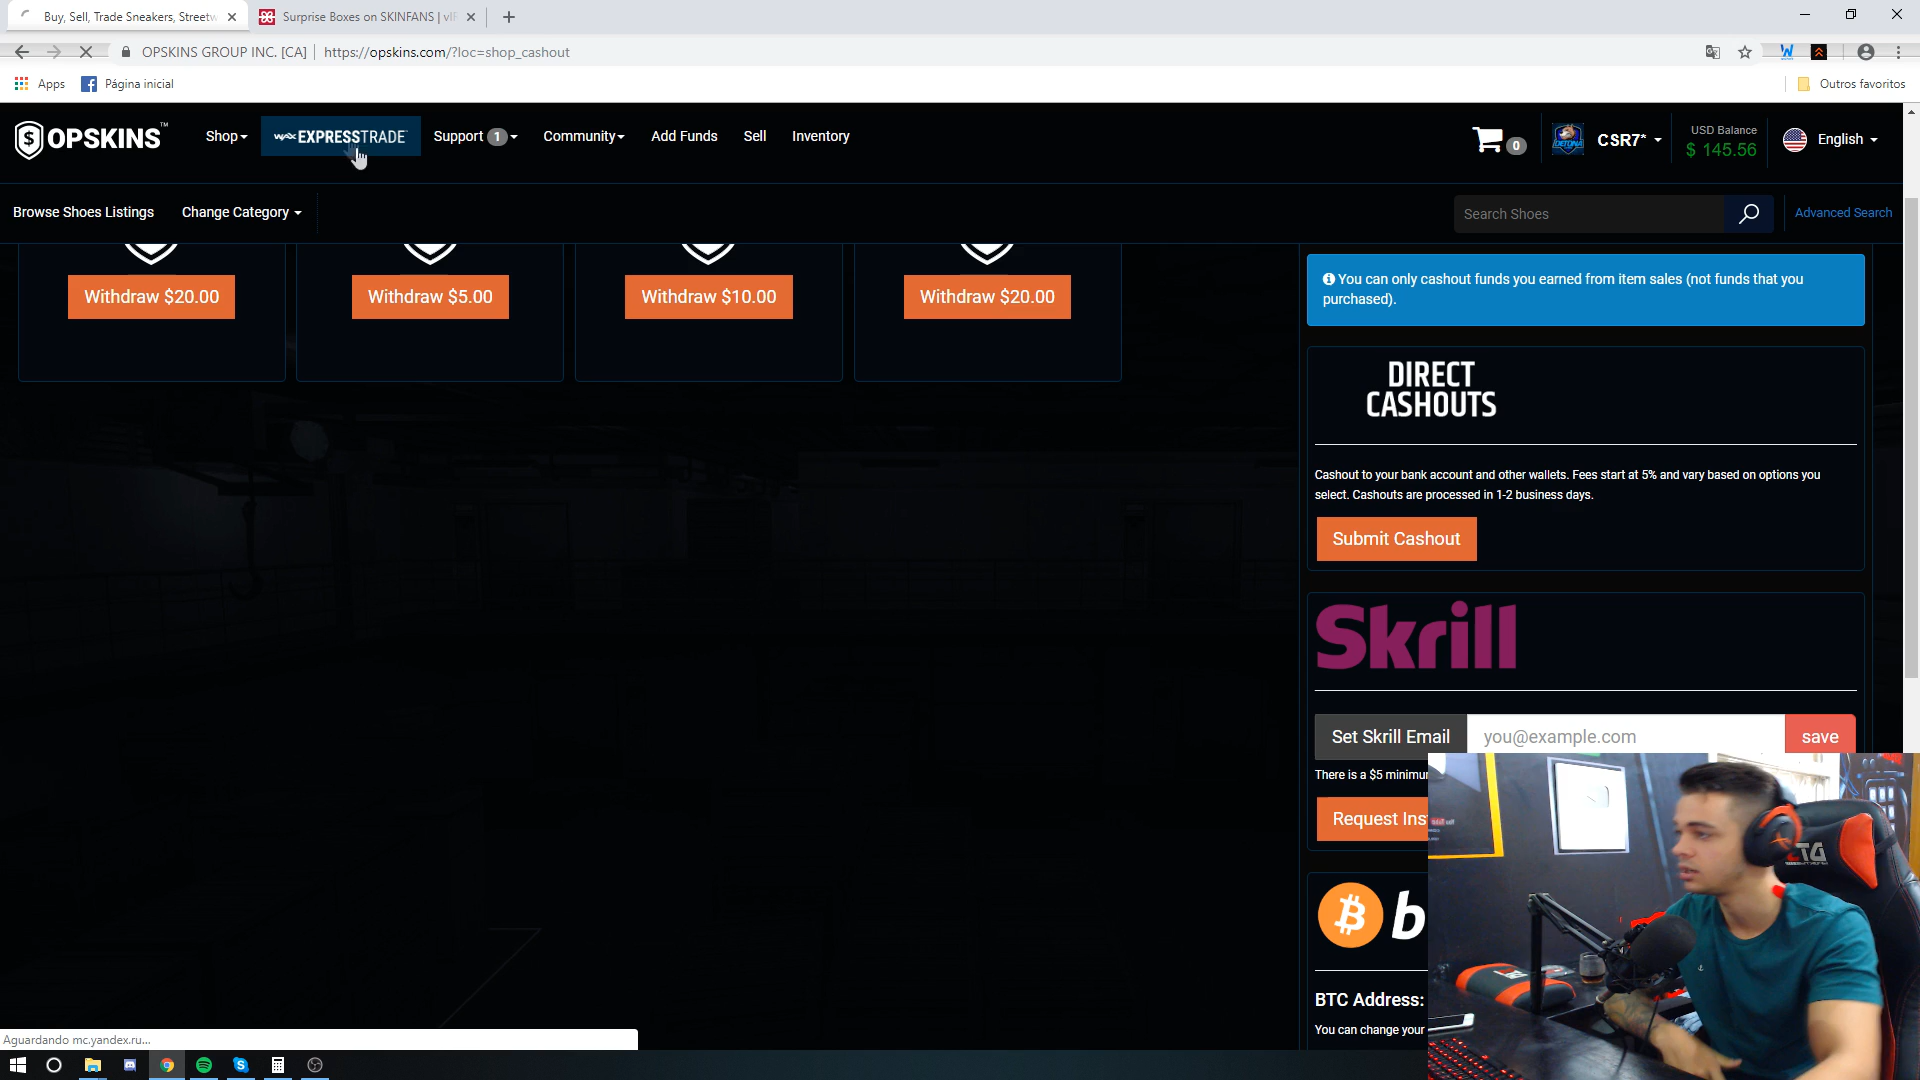 Buy, Sell, Trade Sneakers, Streetw
Surprise Boxes on SKINFANS | vIF
OPSKINS GROUP INC. [CA] | https://opskins.com/?loc=shop_cashout
Apps Página inicial Outros favoritos
OPSKINS™ Shop WAX EXPRESSTRADE Support 1 Community Add Funds Sell Inventory 0 CSR7* USD Balance $ 145.56 English
Browse Shoes Listings Change Category Search Shoes Advanced Search
Withdraw $20.00 Withdraw $5.00 Withdraw $10.00 Withdraw $20.00
You can only cashout funds you earned from item sales (not funds that you
purchased).
DIRECT
CASHOUTS
Cashout to your bank account and other wallets. Fees start at 5% and vary based on options you
select. Cashouts are processed in 1-2 business days.
Submit Cashout
Skrill
Set Skrill Email you@example.com save
There is a $5 minimu
Request Ins
b
BTC Address:
You can change your
Aguardando mc.yandex.ru...